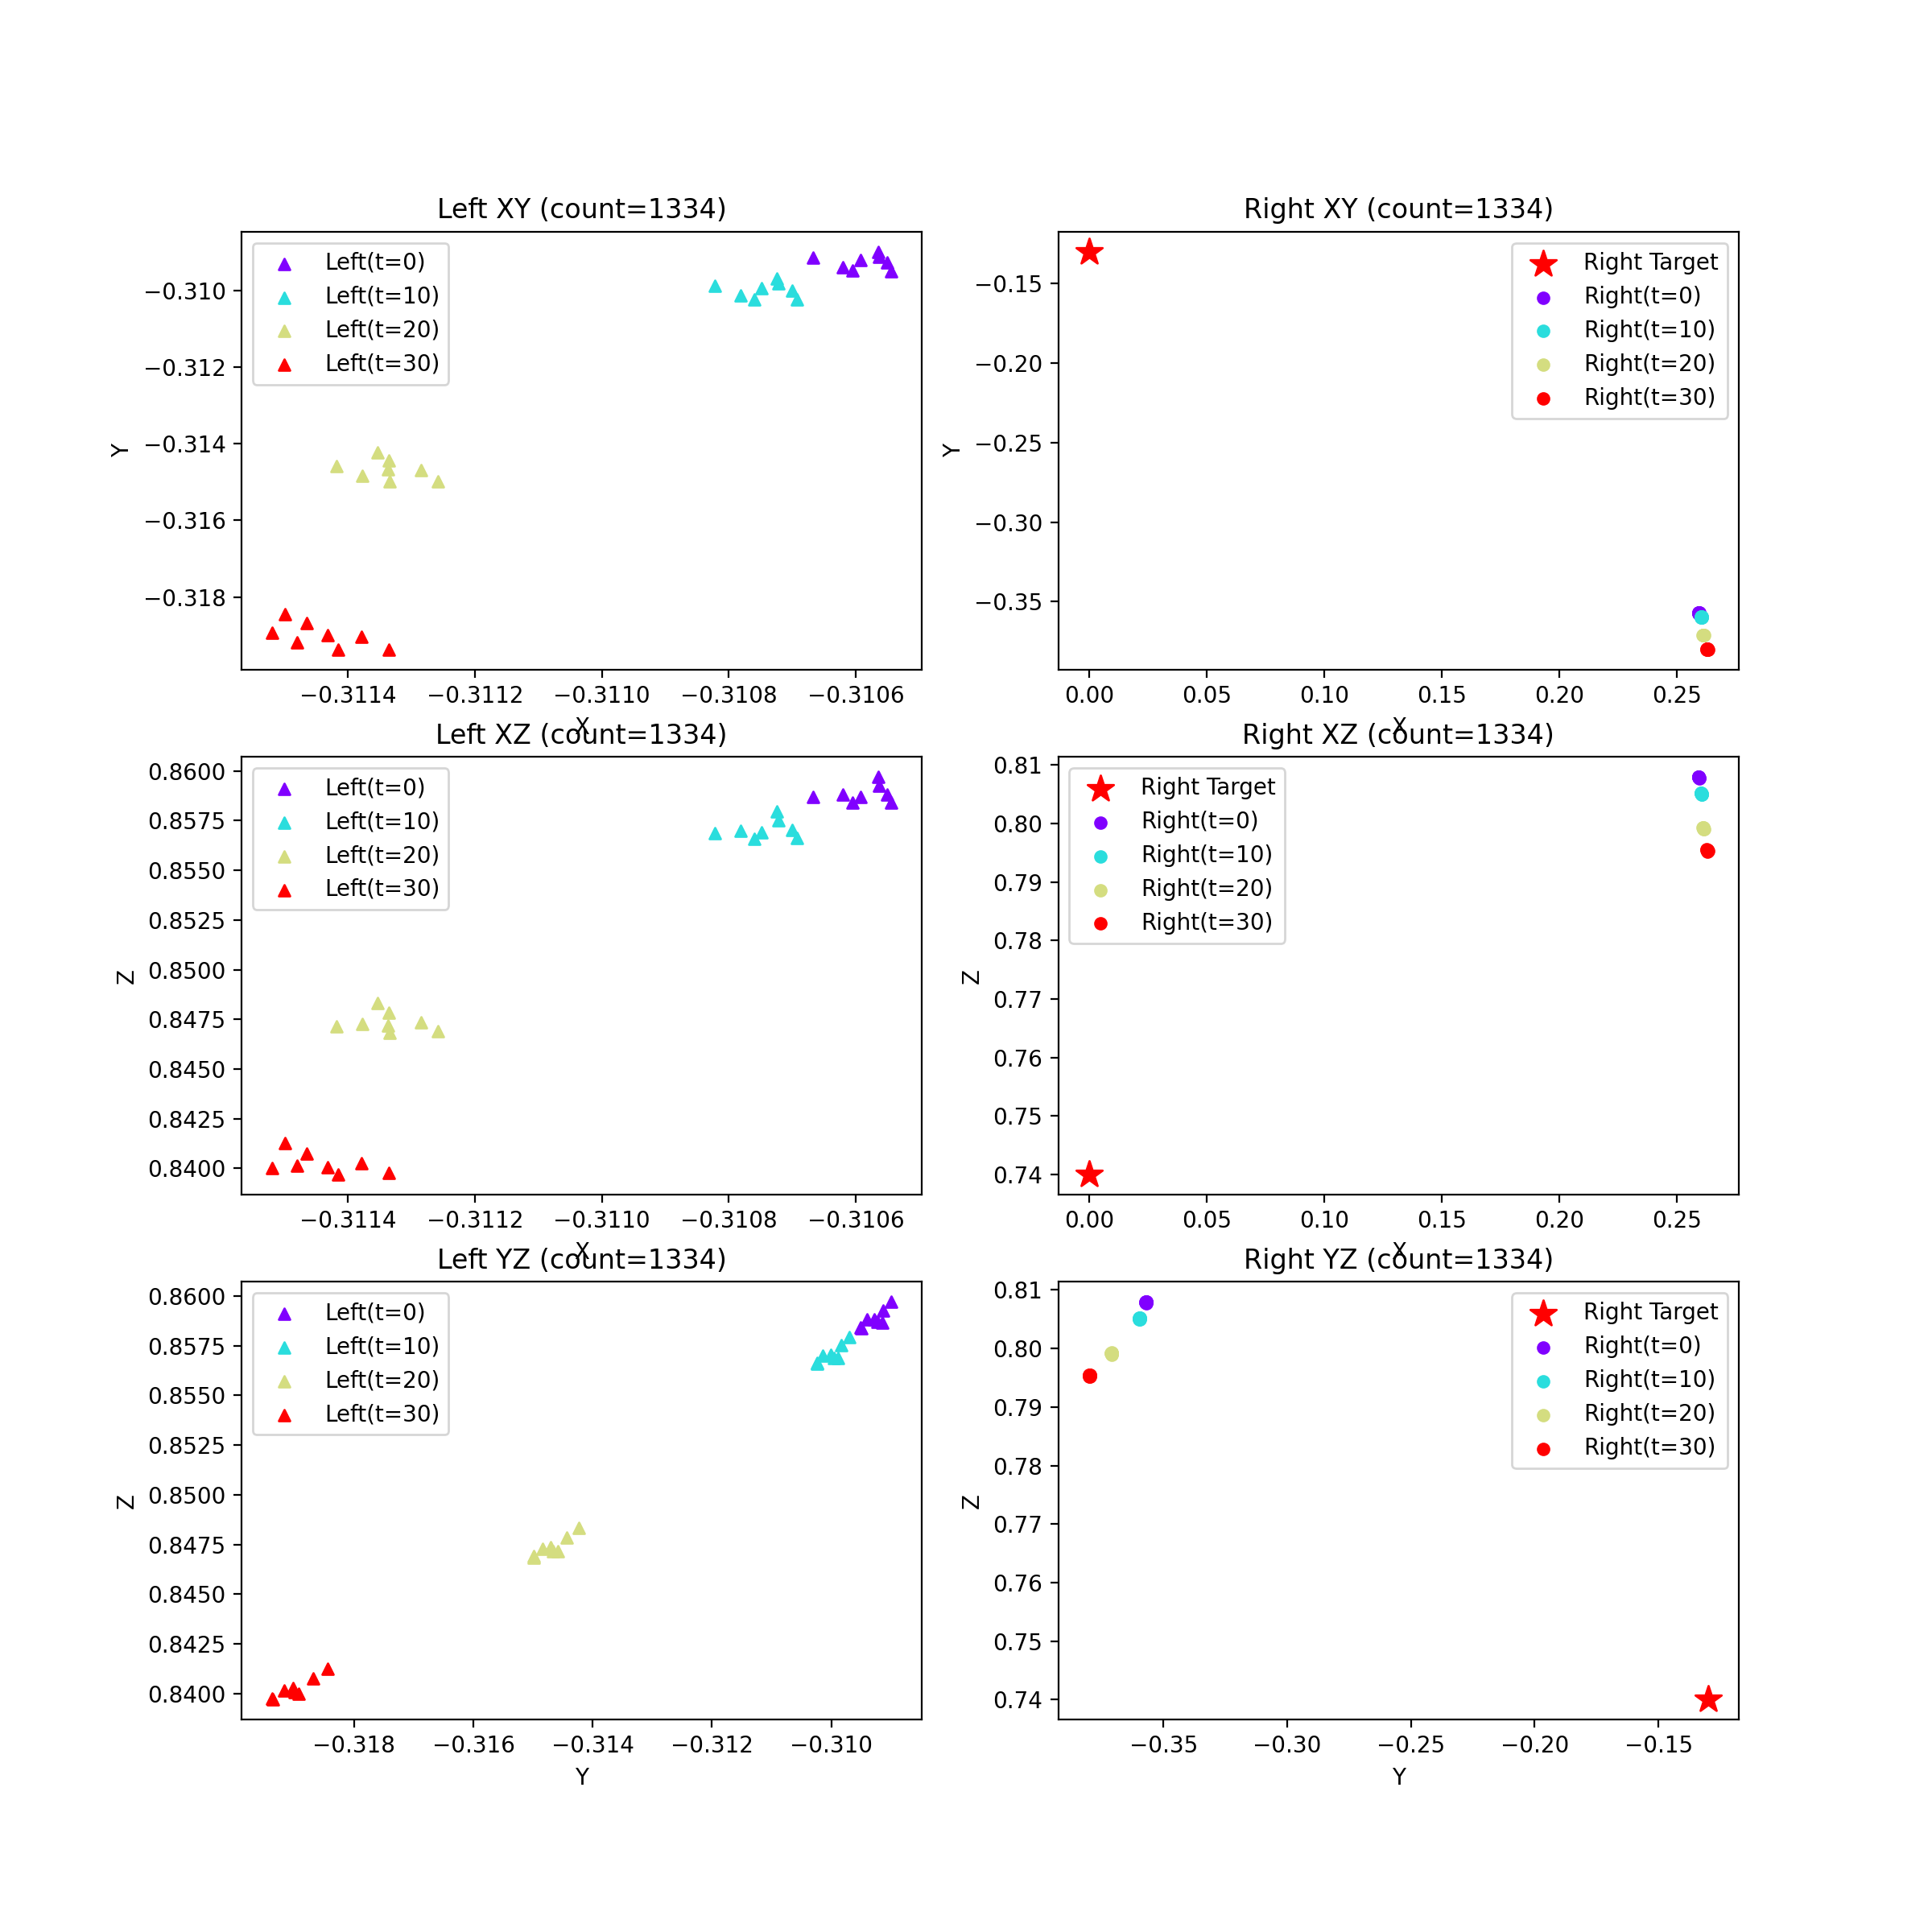 Left XY (count=1334)
Left(t=0)
Left(t=10)
Left(t=20)
Left(t=30)
Y
−0.310
−0.312
−0.314
−0.316
−0.318
−0.3114
−0.3112
−0.3110
−0.3108
−0.3106
X
Right XY (count=1334)
Right Target
Right(t=0)
Right(t=10)
Right(t=20)
Right(t=30)
Y
−0.15
−0.20
−0.25
−0.30
−0.35
0.00
0.05
0.10
0.15
0.20
0.25
X
Left XZ (count=1334)
Left(t=0)
Left(t=10)
Left(t=20)
Left(t=30)
Z
0.8600
0.8575
0.8550
0.8525
0.8500
0.8475
0.8450
0.8425
0.8400
−0.3114
−0.3112
−0.3110
−0.3108
−0.3106
X
Right XZ (count=1334)
Right Target
Right(t=0)
Right(t=10)
Right(t=20)
Right(t=30)
Z
0.81
0.80
0.79
0.78
0.77
0.76
0.75
0.74
0.00
0.05
0.10
0.15
0.20
0.25
X
Left YZ (count=1334)
Left(t=0)
Left(t=10)
Left(t=20)
Left(t=30)
Z
0.8600
0.8575
0.8550
0.8525
0.8500
0.8475
0.8450
0.8425
0.8400
−0.318
−0.316
−0.314
−0.312
−0.310
Y
Right YZ (count=1334)
Right Target
Right(t=0)
Right(t=10)
Right(t=20)
Right(t=30)
Z
0.81
0.80
0.79
0.78
0.77
0.76
0.75
0.74
−0.35
−0.30
−0.25
−0.20
−0.15
Y